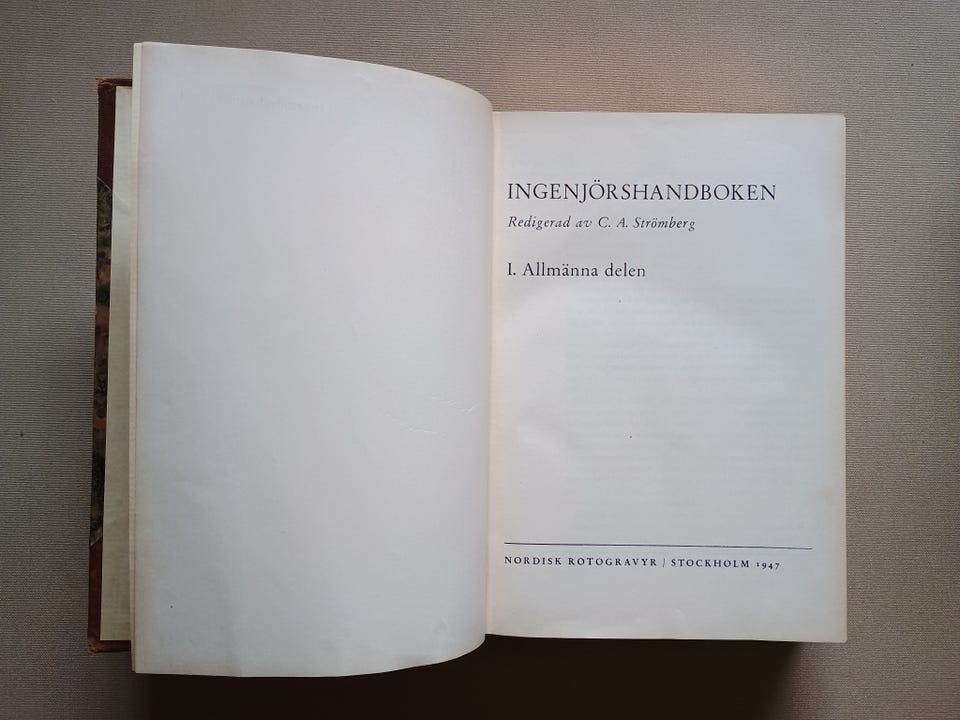 INGENJÖRSHANDBOKEN
Redigerad av C. A. Strömberg
I. Allmänna delen
NORDISK ROTOGRAVYR / STOCKHOLM 1947